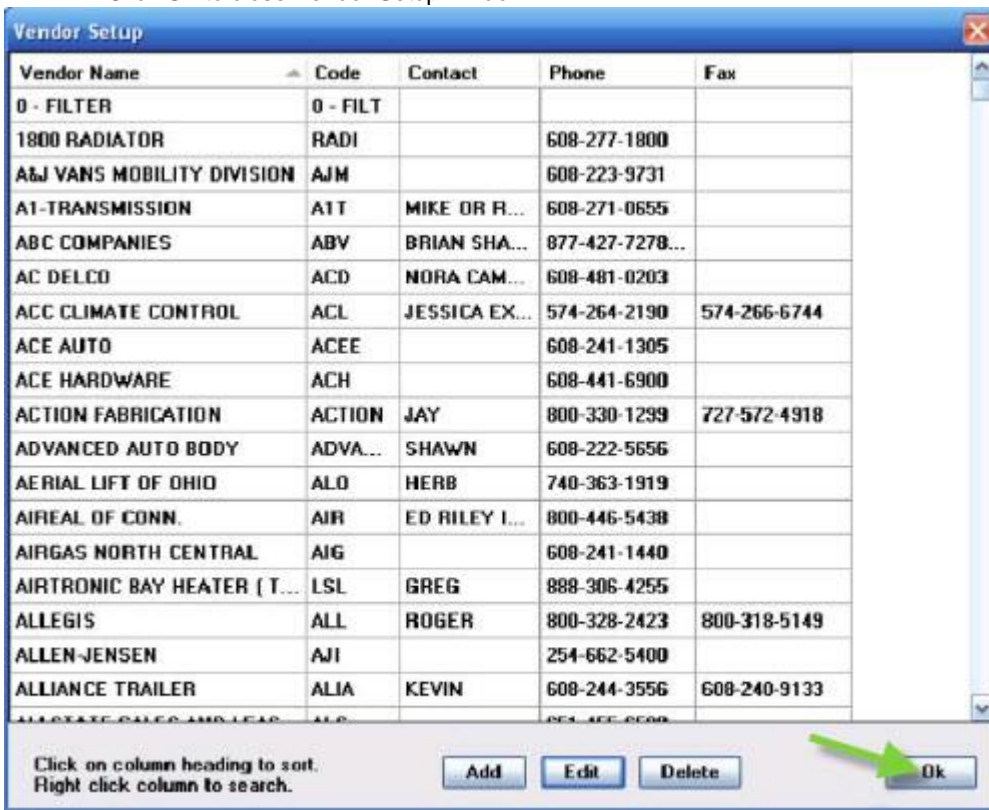 Vendor Setup
Vendor Name Code Contact Phone Fax
0 - FILTER 0 - FILT
1800 RADIATOR RADI 608-277-1800
A&J VANS MOBILITY DIVISION AJM 608-223-9731
A1-TRANSMISSION A1T MIKE OR R... 608-271-0655
ABC COMPANIES ABV BRIAN SHA... 877-427-7278...
AC DELCO ACD NORA CAM... 608-481-0203
ACC CLIMATE CONTROL ACL JESSICA EX... 574-264-2190 574-266-6744
ACE AUTO ACEE 608-241-1305
ACE HARDWARE ACH 608-441-6900
ACTION FABRICATION ACTION JAY 800-330-1299 727-572-4918
ADVANCED AUTO BODY ADVA... SHAWN 608-222-5656
AERIAL LIFT OF OHIO ALO HERB 740-363-1919
AIREAL OF CONN. AIR ED RILEY I... 800-446-5438
AIRGAS NORTH CENTRAL AIG 608-241-1440
AIRTRONIC BAY HEATER ( T... LSL GREG 888-306-4255
ALLEGIS ALL ROGER 800-328-2423 800-318-5149
ALLEN-JENSEN AJI 254-662-5400
ALLIANCE TRAILER ALIA KEVIN 608-244-3556 608-240-9133
Click on column heading to sort.
Right click column to search.
Add Edit Delete Ok